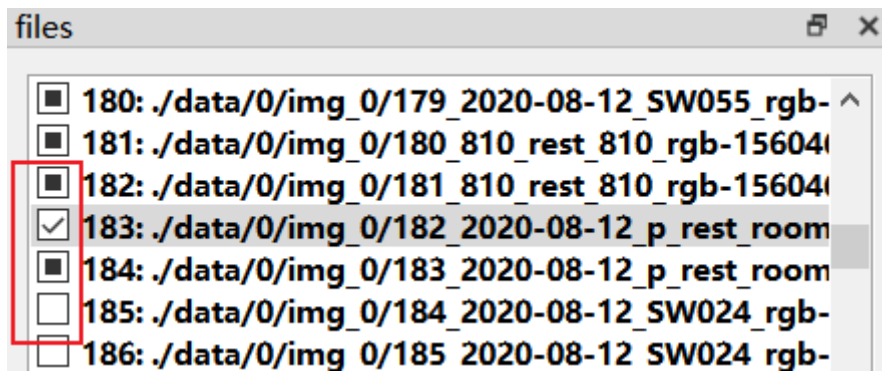 files
180: ./data/0/img_0/179_2020-08-12_SW055_rgb-
181: ./data/0/img_0/180_810_rest_810_rgb-15604
182: ./data/0/img_0/181_810_rest_810_rgb-15604
183: ./data/0/img_0/182_2020-08-12_p_rest_room
184: ./data/0/img_0/183_2020-08-12_p_rest_room
185: ./data/0/img_0/184_2020-08-12_SW024_rgb-
186: ./data/0/img_0/185_2020-08-12_SW024_rgb-